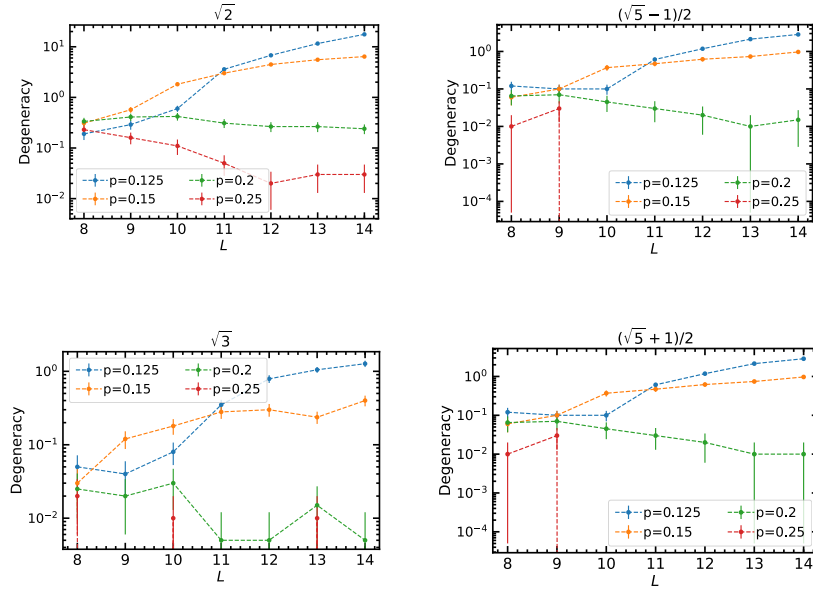 √2
Degeneracy
10¹
10⁰
10⁻¹
10⁻²
p=0.125
p=0.15
p=0.2
p=0.25
8 9 10 11 12 13 14
L
(√5 − 1)/2
Degeneracy
10⁰
10⁻¹
10⁻²
10⁻³
10⁻⁴
p=0.125
p=0.15
p=0.2
p=0.25
8 9 10 11 12 13 14
L
√3
Degeneracy
10⁰
10⁻¹
10⁻²
p=0.125
p=0.15
p=0.2
p=0.25
8 9 10 11 12 13 14
L
(√5 + 1)/2
Degeneracy
10⁰
10⁻¹
10⁻²
10⁻³
10⁻⁴
p=0.125
p=0.15
p=0.2
p=0.25
8 9 10 11 12 13 14
L